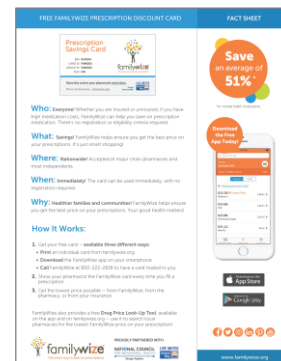 FREE FAMILYWIZE PRESCRIPTION DISCOUNT CARD
FACT SHEET
Prescription
Savings Card
familywize
Save
an average of
51%*
Download
the Free
App Today!
Who: Everyone! Whether you are insured or uninsured, if you have
high medication costs, FamilyWize can help you save on prescription
medication. There's no registration or eligibility criteria required.
What: Savings! FamilyWize helps ensure you get the best price on
your prescriptions. It's just smart shopping!
Where: Nationwide! Accepted at major chain pharmacies and
most independents.
When: Immediately! The card can be used immediately, with no
registration required.
Why: Healthier families and communities! FamilyWize helps ensure
you get the best price on your prescriptions. Your good health matters!
How It Works:
1. Get your free card — available three different ways:
• Print an individual card from familywize.org
• Download the FamilyWize app on your smartphone
• Call FamilyWize at 800-222-2818 to have a card mailed to you
2. Show your pharmacist the FamilyWize card every time you fill a
prescription
3. Get the lowest price possible — from FamilyWize, from the
pharmacy, or from your insurance
FamilyWize also provides a free Drug Price Look-Up Tool, available
on the app and on familywize.org — use it to search local
pharmacies for the lowest FamilyWize price on your prescription!
App Store
Google play
familywize
PROUDLY PARTNERED WITH
NATIONAL COUNCIL
www.familywize.org